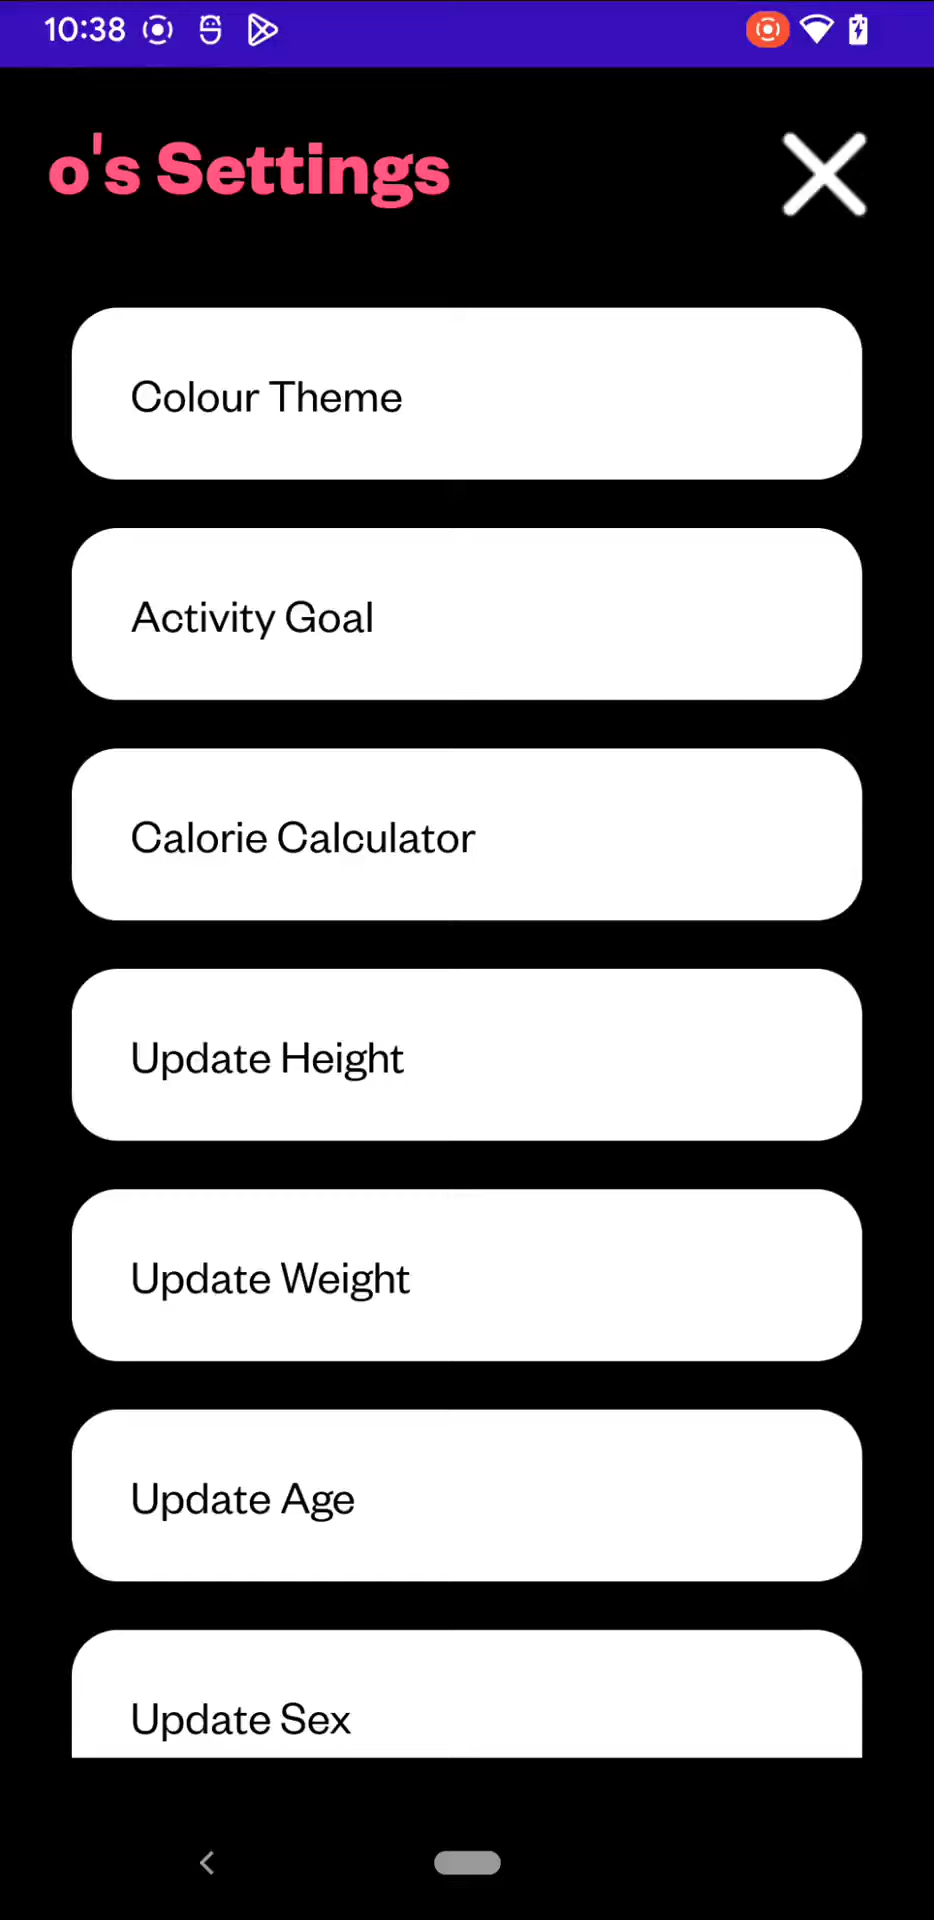 10:38
o's Settings
Colour Theme
Activity Goal
Calorie Calculator
Update Height
Update Weight
Update Age
Update Sex